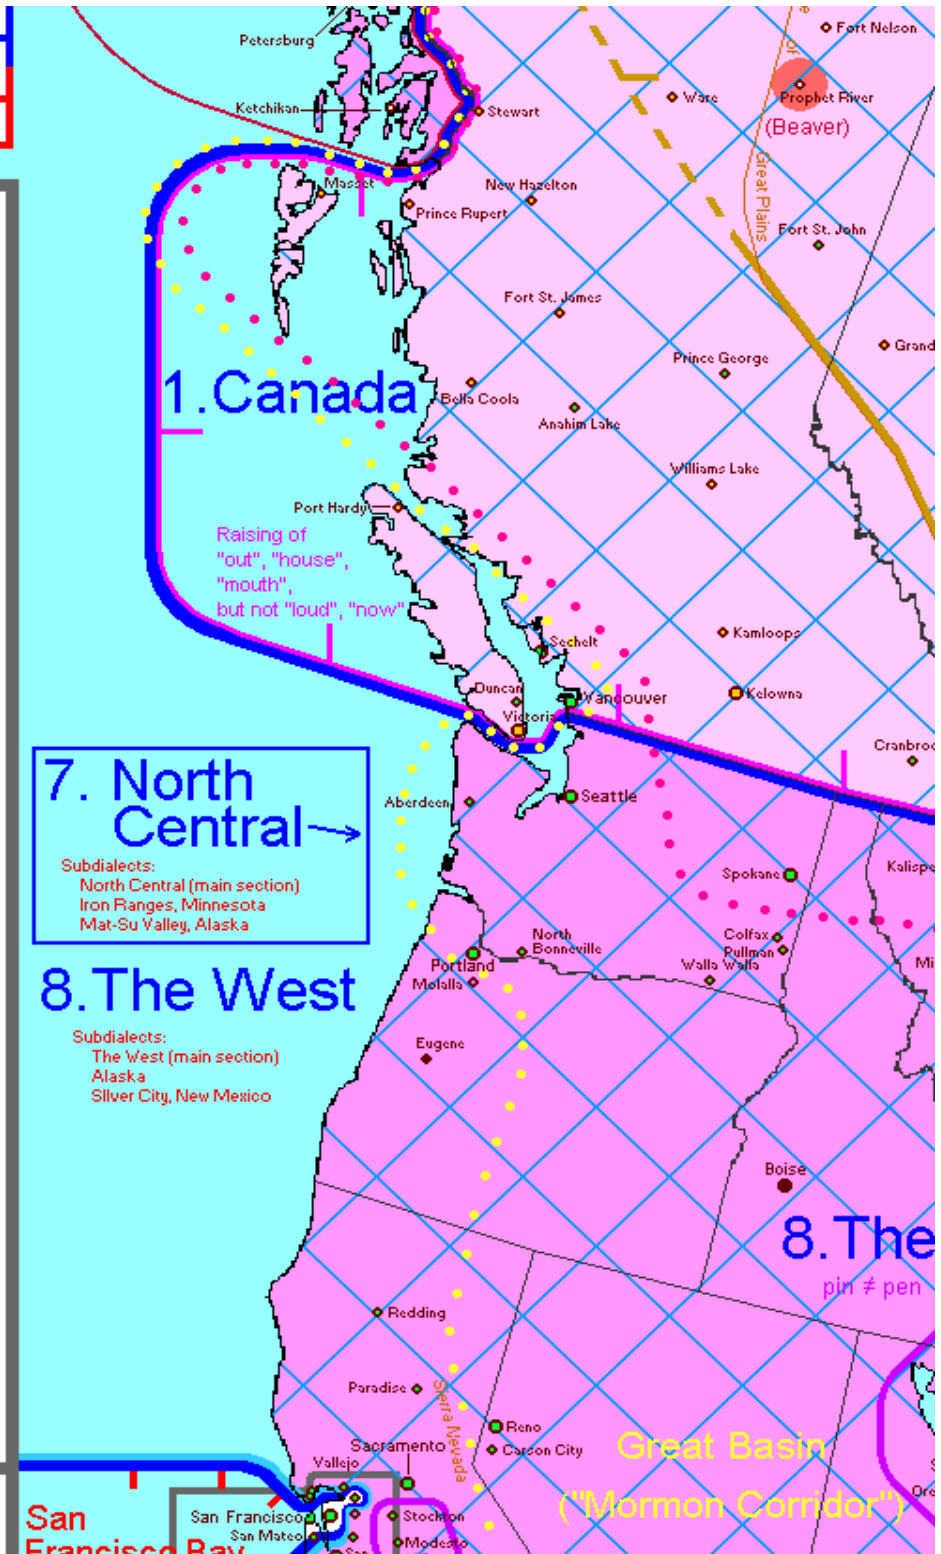 Petersburg
Fort Nelson
of
Ketchikan
Stewart
Ware
Prophet River
(Beaver)
Great Plains
Masset
Prince Rupert
New Hazelton
Fort St. John
Fort St. James
Prince George
Grand
1.Canada
Bella Coola
Anahim Lake
Williams Lake
Port Hardy
Raising of
"out", "house",
"mouth",
but not "loud", "now"
Sechelt
Kamloops
Duncan
Vancouver
Kelowna
Victoria
Cranbroo
7. North
Central
Subdialects:
North Central (main section)
Iron Ranges, Minnesota
Mat-Su Valley, Alaska
Aberdeen
Seattle
Spokane
Kalispe
Colfax
Pullman
Walla Walla
North
Bonneville
Portland
Molalla
Mi
8.The West
Subdialects:
The West (main section)
Alaska
SIlver City, New Mexico
Eugene
Boise
8.The
pin ≠ pen
Redding
Paradise
Sierra Nevada
Reno
Carson City
Sacramento
Vallejo
Great Basin
("Mormon Corridor")
Ore
San
Francisco Bay
San Francisco
San Mateo
San
Stockton
Modesto